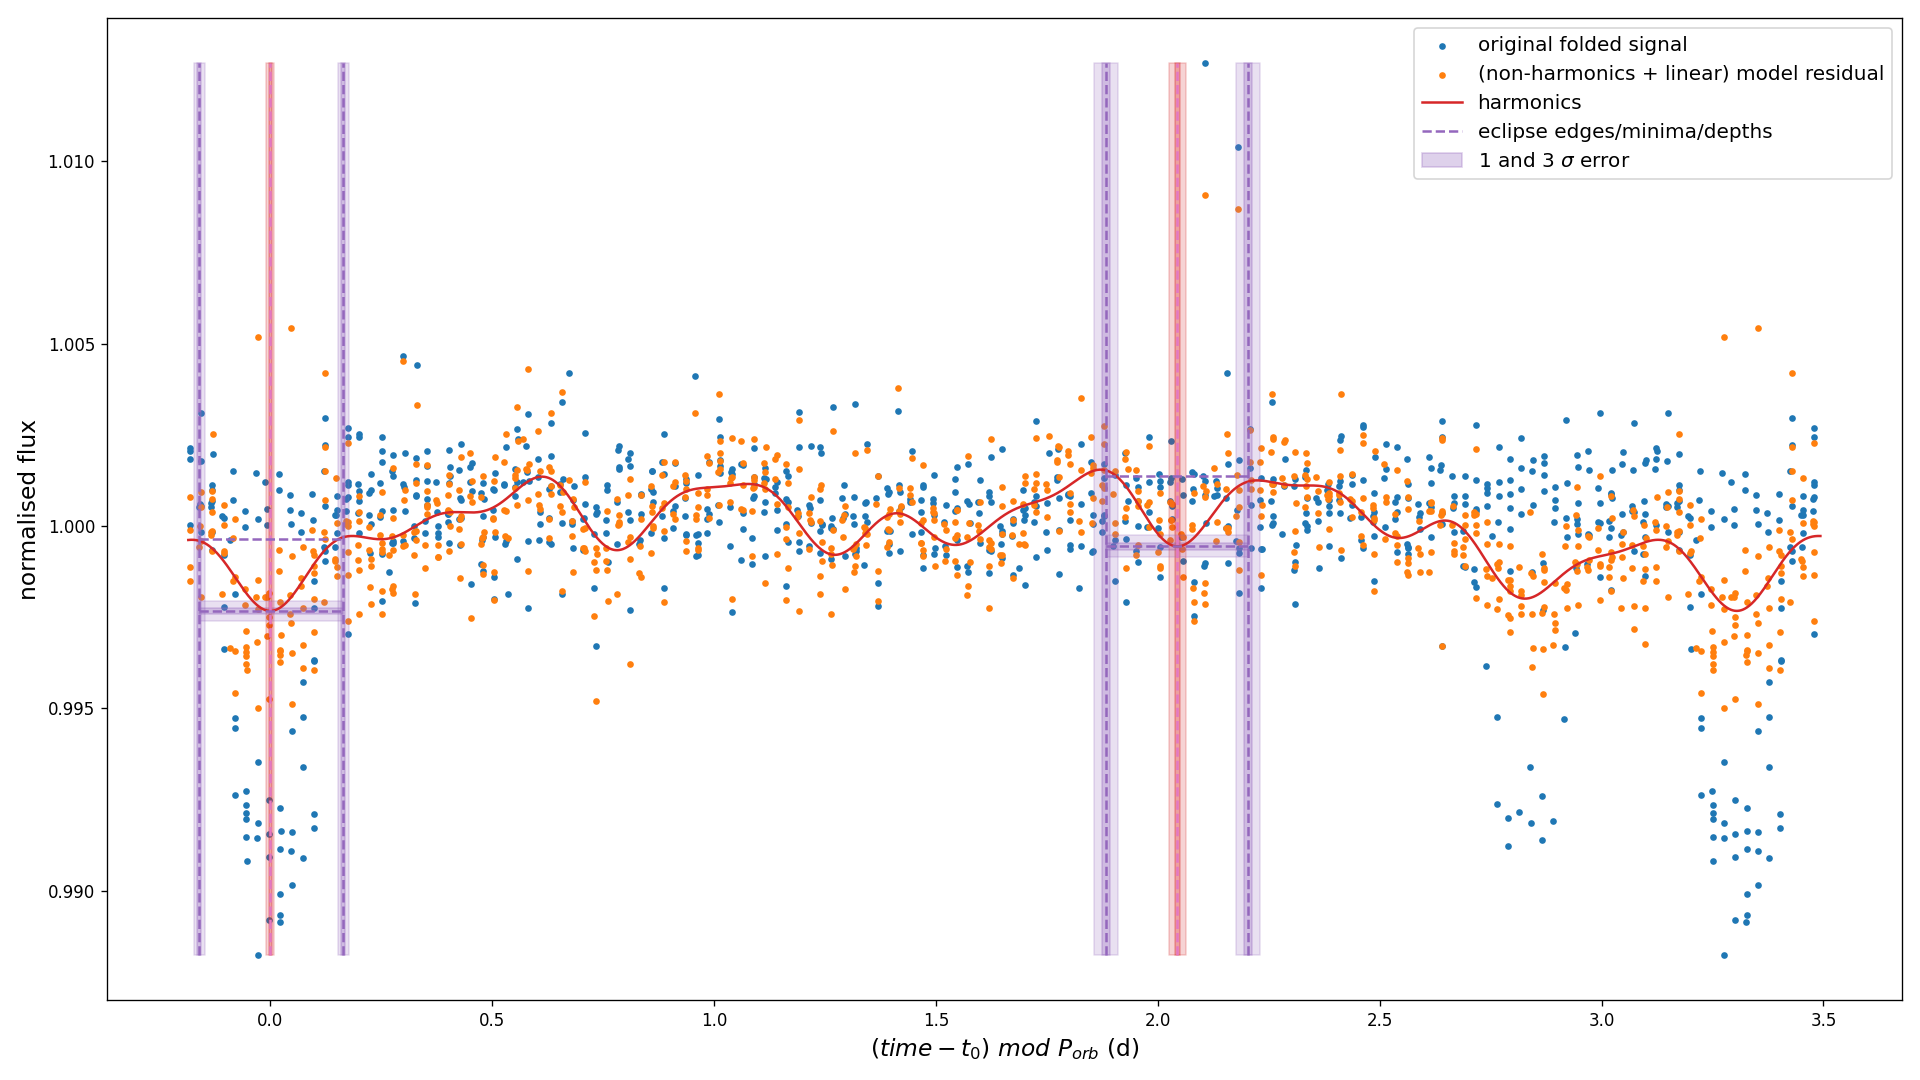 original folded signal
(non-harmonics + linear) model residual
harmonics
eclipse edges/minima/depths
1 and 3 σ error
normalised flux
1.010
1.005
1.000
0.995
0.990
0.0 0.5 1.0 1.5 2.0 2.5 3.0 3.5
(time − t₀) mod Pₒᵣb (d)